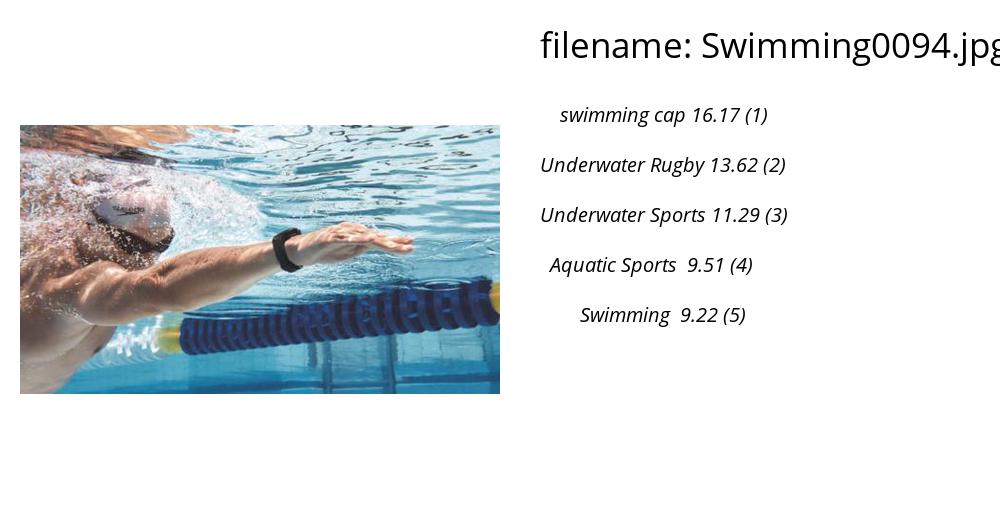 filename: Swimming0094.jpg
speedo
swimming cap 16.17 (1)
Underwater Rugby 13.62 (2)
Underwater Sports 11.29 (3)
Aquatic Sports 9.51 (4)
Swimming 9.22 (5)